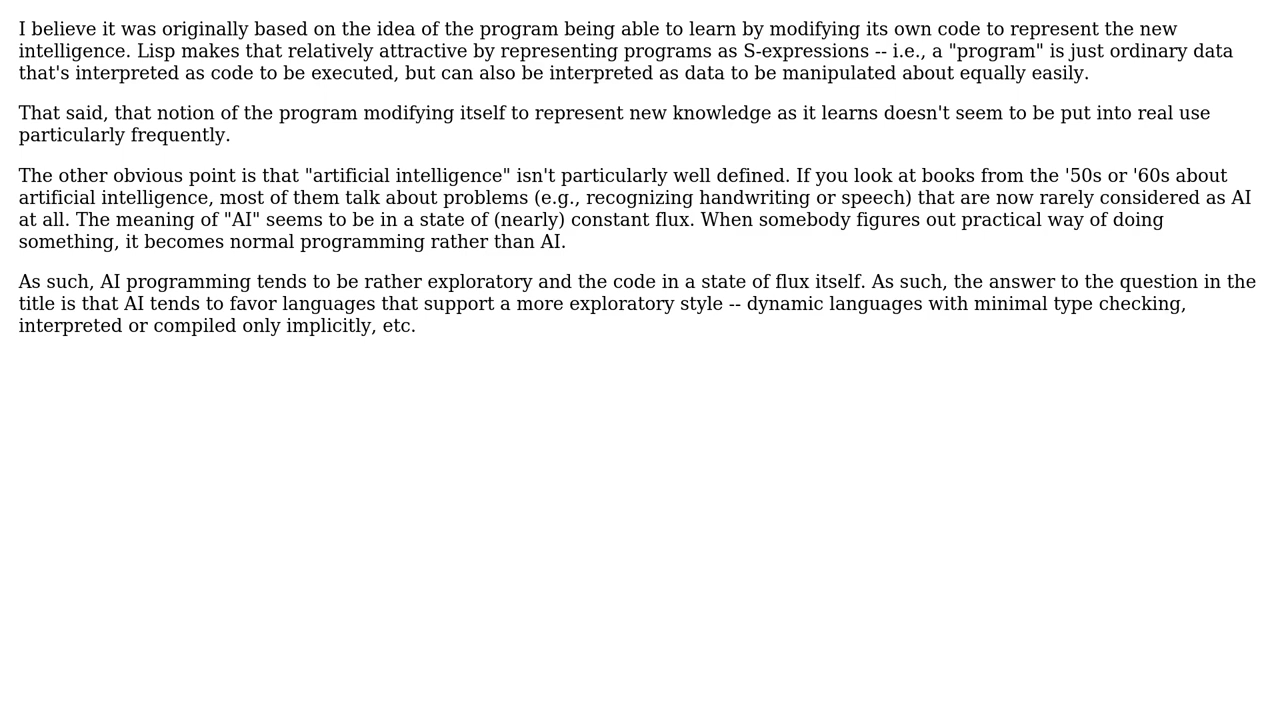 I believe it was originally based on the idea of the program being able to learn by modifying its own code to represent the new
intelligence. Lisp makes that relatively attractive by representing programs as S-expressions -- i.e., a "program" is just ordinary data
that's interpreted as code to be executed, but can also be interpreted as data to be manipulated about equally easily.
That said, that notion of the program modifying itself to represent new knowledge as it learns doesn't seem to be put into real use
particularly frequently.
The other obvious point is that "artificial intelligence" isn't particularly well defined. If you look at books from the '50s or '60s about
artificial intelligence, most of them talk about problems (e.g., recognizing handwriting or speech) that are now rarely considered as AI
at all. The meaning of "AI" seems to be in a state of (nearly) constant flux. When somebody figures out practical way of doing
something, it becomes normal programming rather than AI.
As such, AI programming tends to be rather exploratory and the code in a state of flux itself. As such, the answer to the question in the
title is that AI tends to favor languages that support a more exploratory style -- dynamic languages with minimal type checking,
interpreted or compiled only implicitly, etc.